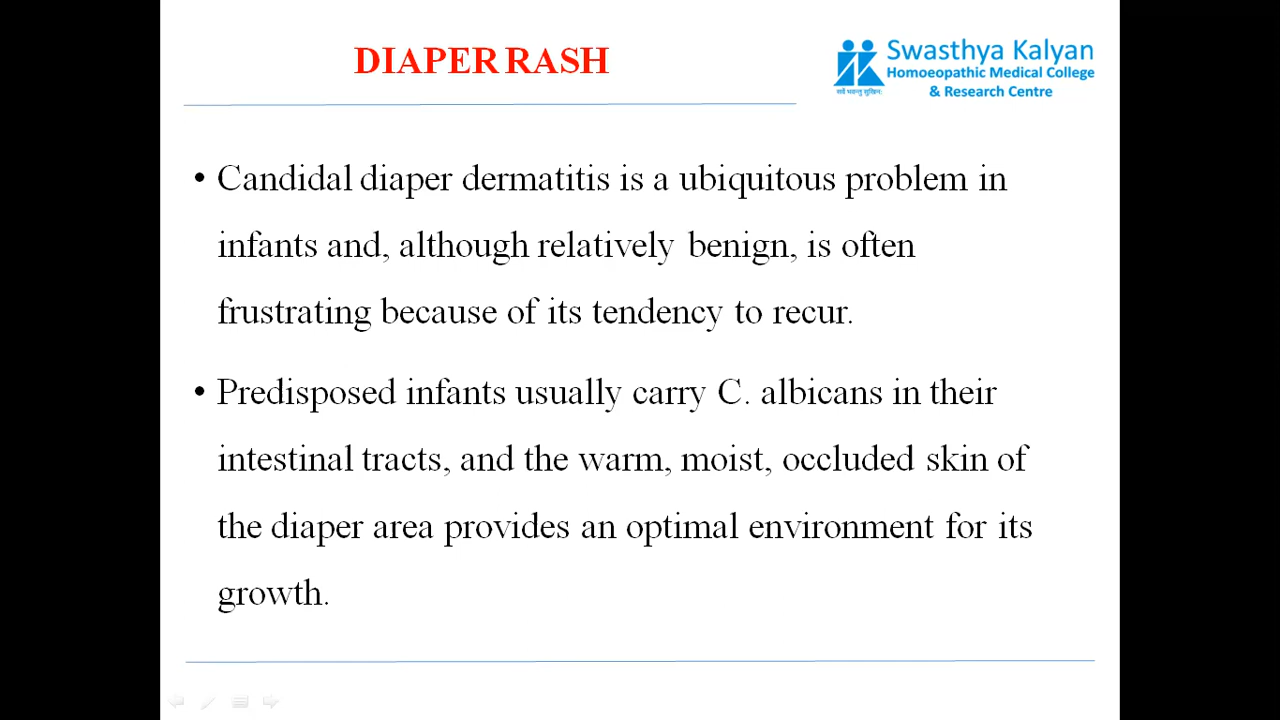 DIAPER RASH
Swasthya Kalyan
Homoeopathic Medical College
& Research Centre
सर्वे भवन्तु सुखिनः
• Candidal diaper dermatitis is a ubiquitous problem in
infants and, although relatively benign, is often
frustrating because of its tendency to recur.
• Predisposed infants usually carry C. albicans in their
intestinal tracts, and the warm, moist, occluded skin of
the diaper area provides an optimal environment for its
growth.